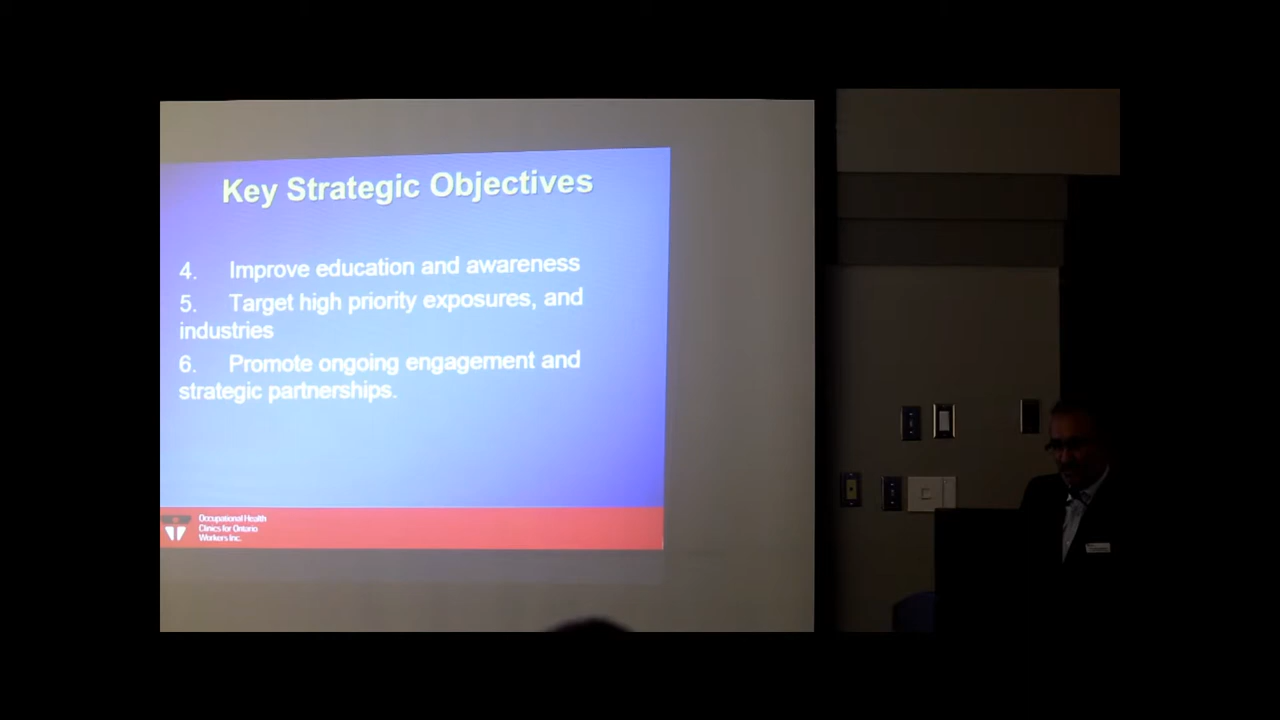 Key Strategic Objectives
4. Improve education and awareness
5. Target high priority exposures, and
industries
6. Promote ongoing engagement and
strategic partnerships.
Occupational Health
Clinics for Ontario
Workers Inc.